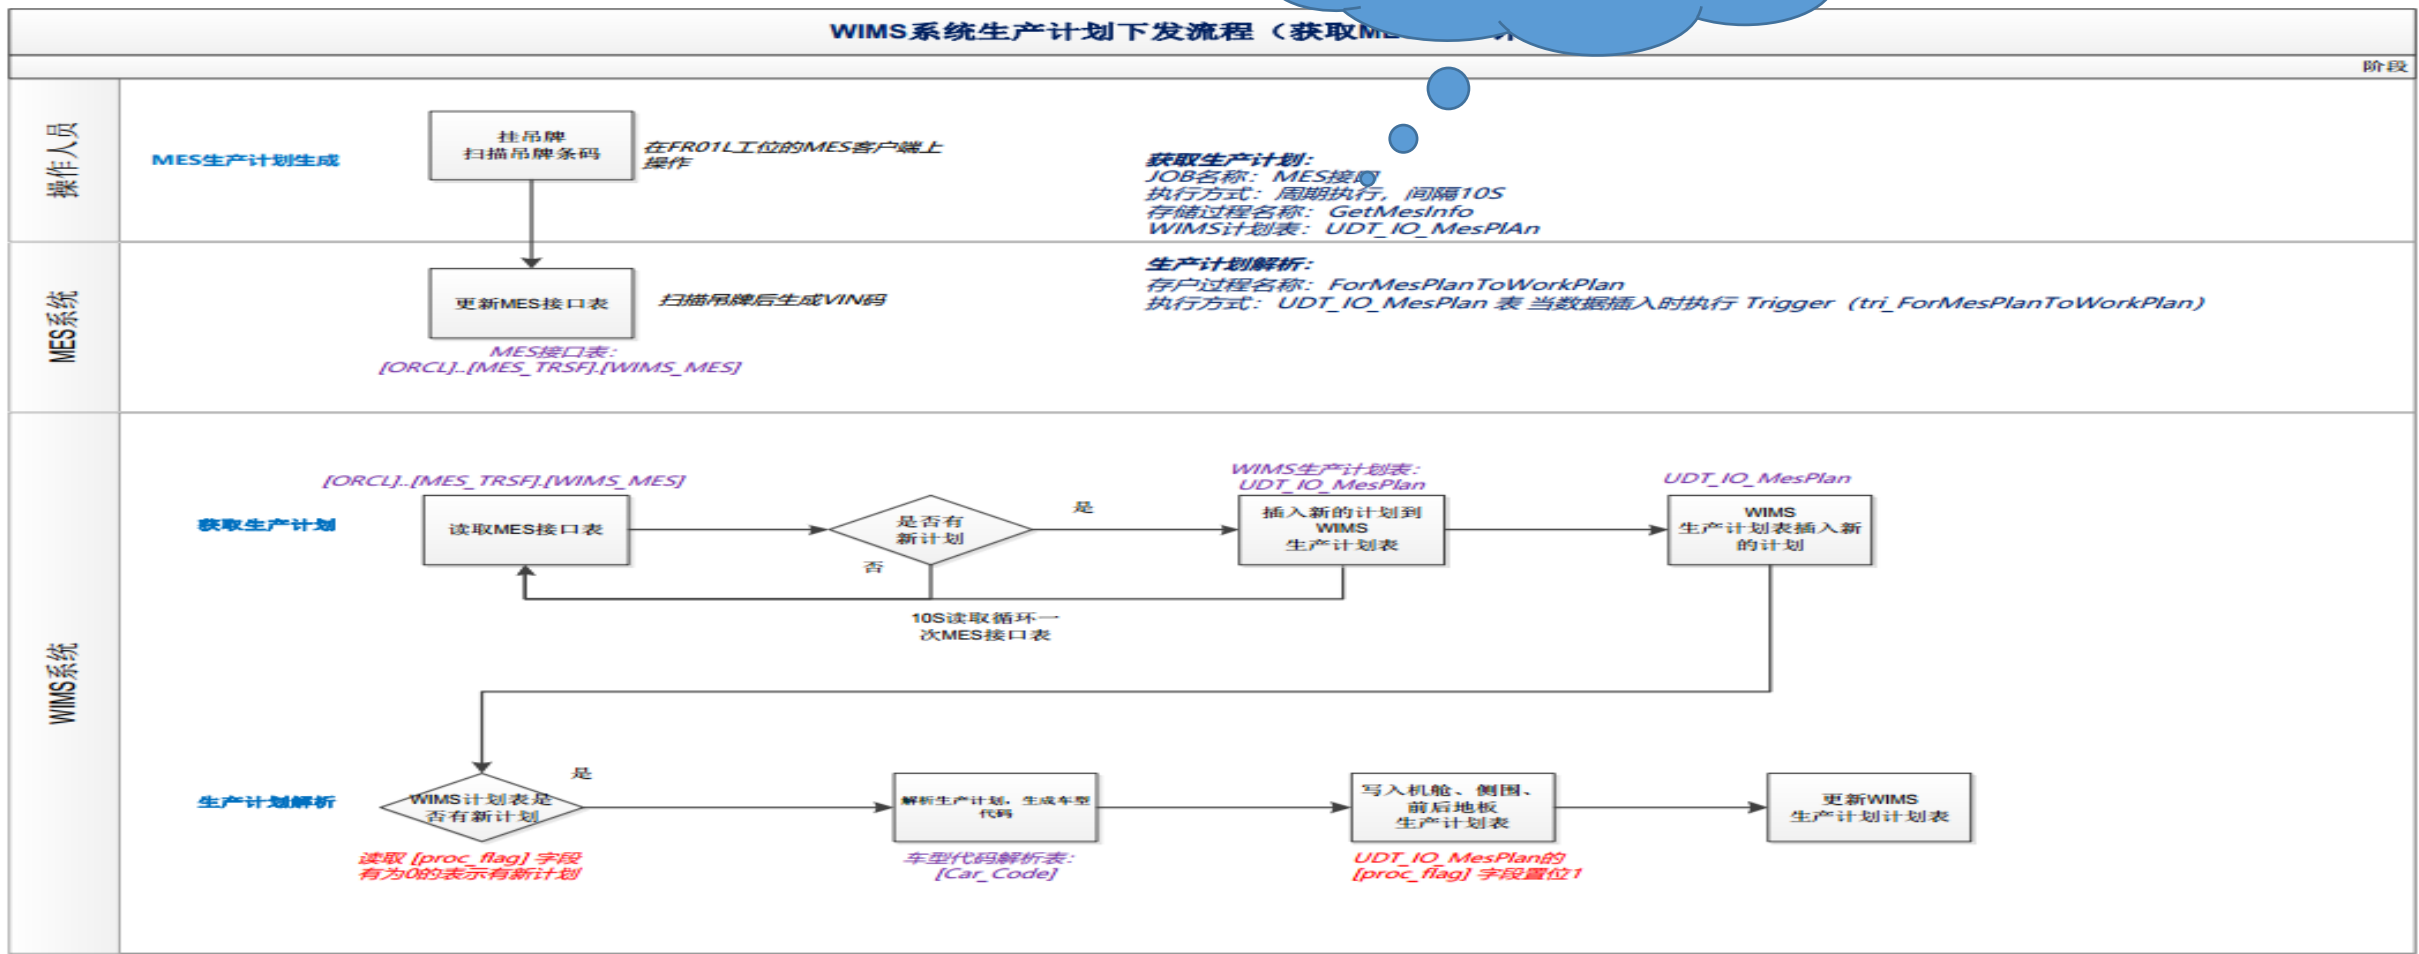 WIMS系统生产计划下发流程（获取M
阶段
操作人员
MES生产计划生成
挂吊牌
扫描吊牌条码
在FR01L工位的MES客户端上
操作
获取生产计划：
JOB名称：MES接口
执行方式：周期执行，间隔10S
存储过程名称：GetMesInfo
WIMS计划表：UDT_IO_MesPlAn
MES系统
更新MES接口表
扫描吊牌后生成VIN码
MES接口表：
[ORCL]..[MES_TRSF].[WIMS_MES]
生产计划解析：
存户过程名称：ForMesPlanToWorkPlan
执行方式：UDT_IO_MesPlan 表 当数据插入时执行 Trigger（tri_ForMesPlanToWorkPlan）
WIMS系统
获取生产计划
[ORCL]..[MES_TRSF].[WIMS_MES]
读取MES接口表
是否有
新计划
是
否
WIMS生产计划表：
UDT_IO_MesPlan
插入新的计划到
WIMS
生产计划表
UDT_IO_MesPlan
WIMS
生产计划表插入新
的计划
10S读取循环一
次MES接口表
生产计划解析
WIMS计划表是
否有新计划
是
读取 [proc_flag] 字段
有为0的表示有新计划
解析生产计划，生成车型
代码
车型代码解析表：
[Car_Code]
写入机舱、侧围、
前后地板
生产计划表
UDT_IO_MesPlan的
[proc_flag] 字段置位1
更新WIMS
生产计划计划表